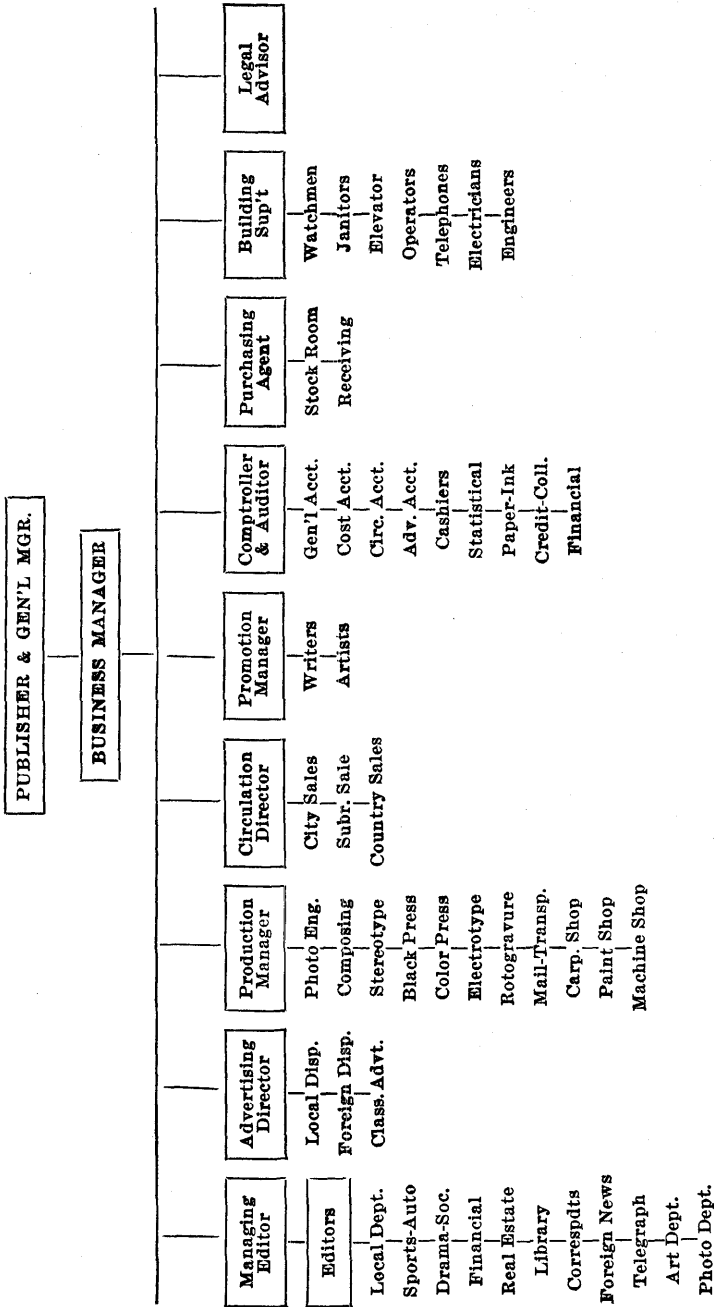 PUBLISHER & GEN'L MGR.
BUSINESS MANAGER
Managing
Editor
Editors
Local Dept.
Sports-Auto
Drama-Soc.
Financial
Real Estate
Library
Correspdts
Foreign News
Telegraph
Art Dept.
Photo Dept.
Advertising
Director
Local Disp.
Foreign Disp.
Class. Advt.
Production
Manager
Photo Eng.
Composing
Stereotype
Black Press
Color Press
Electrotype
Rotogravure
Mail-Transp.
Carp. Shop
Paint Shop
Machine Shop
Circulation
Director
City Sales
Subr. Sale
Country Sales
Promotion
Manager
Writers
Artists
Comptroller
& Auditor
Gen'l Acct.
Cost Acct.
Circ. Acct.
Adv. Acct.
Cashiers
Statistical
Paper-Ink
Credit-Coll.
Financial
Purchasing
Agent
Stock Room
Receiving
Building
Sup't
Watchmen
Janitors
Elevator
Operators
Telephones
Electricians
Engineers
Legal
Advisor